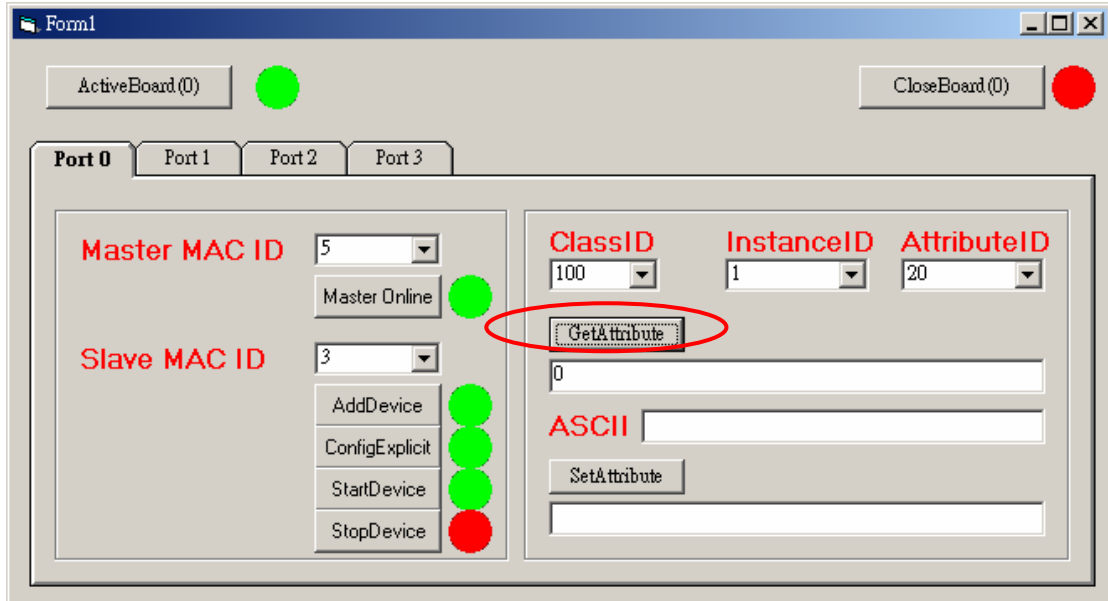 Form1
ActiveBoard(0)
CloseBoard(0)
Port 0 Port 1 Port 2 Port 3
Master MAC ID 5
Master Online
Slave MAC ID 3
AddDevice
ConfigExplicit
StartDevice
StopDevice
ClassID InstanceID AttributeID
100 1 20
GetAttribute
0
ASCII
SetAttribute